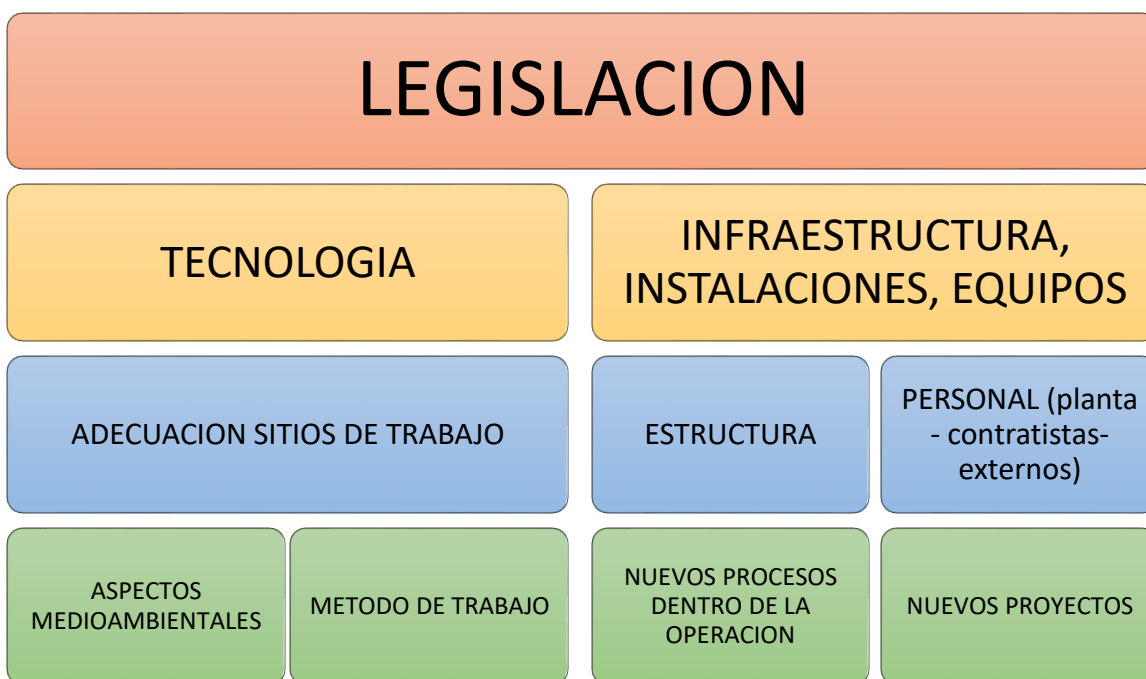 LEGISLACION
TECNOLOGIA
INFRAESTRUCTURA,
INSTALACIONES, EQUIPOS
ADECUACION SITIOS DE TRABAJO
ESTRUCTURA
PERSONAL (planta
- contratistas-
externos)
ASPECTOS
MEDIOAMBIENTALES
METODO DE TRABAJO
NUEVOS PROCESOS
DENTRO DE LA
OPERACION
NUEVOS PROYECTOS